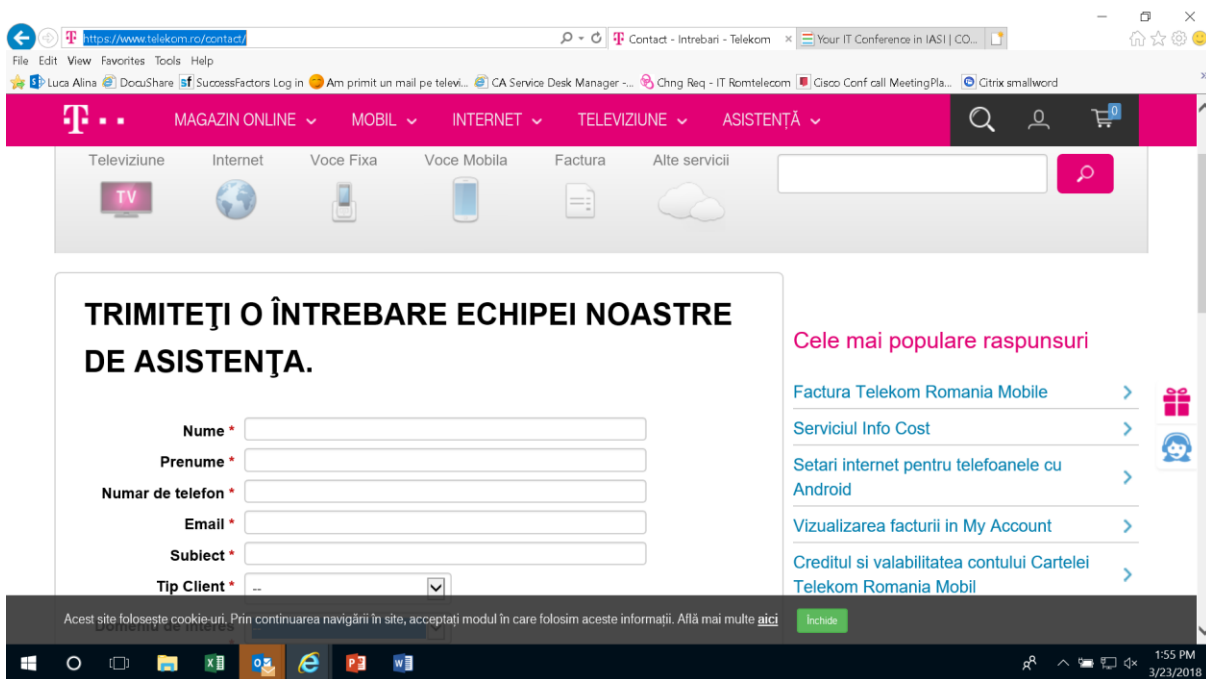 https://www.telekom.ro/contact/
Contact - Intrebari - Telekom
Your IT Conference in IASI | CO...
File Edit View Favorites Tools Help
Luca Alina DocuShare SuccessFactors Log in Am primit un mail pe televi... CA Service Desk Manager -... Chng Req - IT Romtelecom Cisco Conf call MeetingPla... Citrix smallword
T MAGAZIN ONLINE MOBIL INTERNET TELEVIZIUNE ASISTENȚĂ 0
Televiziune Internet Voce Fixa Voce Mobila Factura Alte servicii
TV
TRIMITEŢI O ÎNTREBARE ECHIPEI NOASTRE
DE ASISTENŢA.
Nume *
Prenume *
Numar de telefon *
Email *
Subiect *
Tip Client * --
Domeniu de interes
Cele mai populare raspunsuri
Factura Telekom Romania Mobile
Serviciul Info Cost
Setari internet pentru telefoanele cu
Android
Vizualizarea facturii in My Account
Creditul si valabilitatea contului Cartelei
Telekom Romania Mobil
Acest site folosește cookie-uri. Prin continuarea navigării în site, acceptați modul în care folosim aceste informații. Află mai multe aici Închide
1:55 PM
3/23/2018